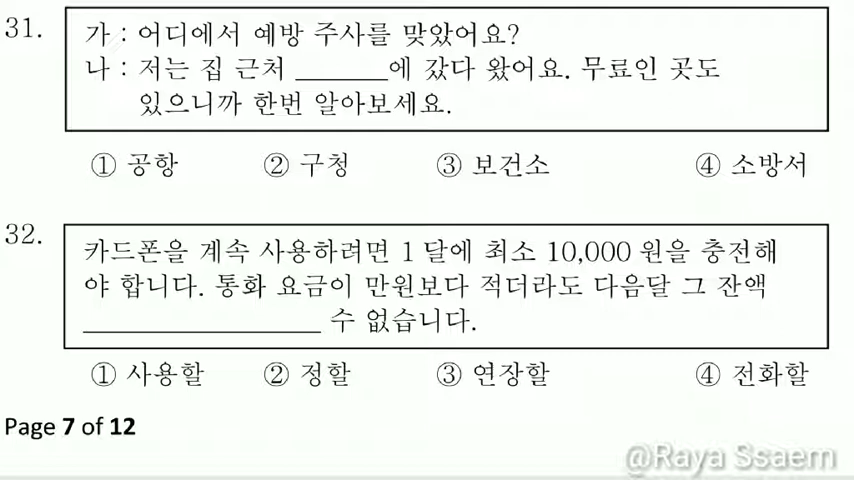 31.
가 : 어디에서 예방 주사를 맞았어요?
나 : 저는 집 근처 _______에 갔다 왔어요. 무료인 곳도
있으니까 한번 알아보세요.
① 공항 ② 구청 ③ 보건소 ④ 소방서
32.
카드폰을 계속 사용하려면 1 달에 최소 10,000 원을 충전해
야 합니다. 통화 요금이 만원보다 적더라도 다음달 그 잔액
__________________ 수 없습니다.
① 사용할 ② 정할 ③ 연장할 ④ 전화할
Page 7 of 12
@Raya Ssaem